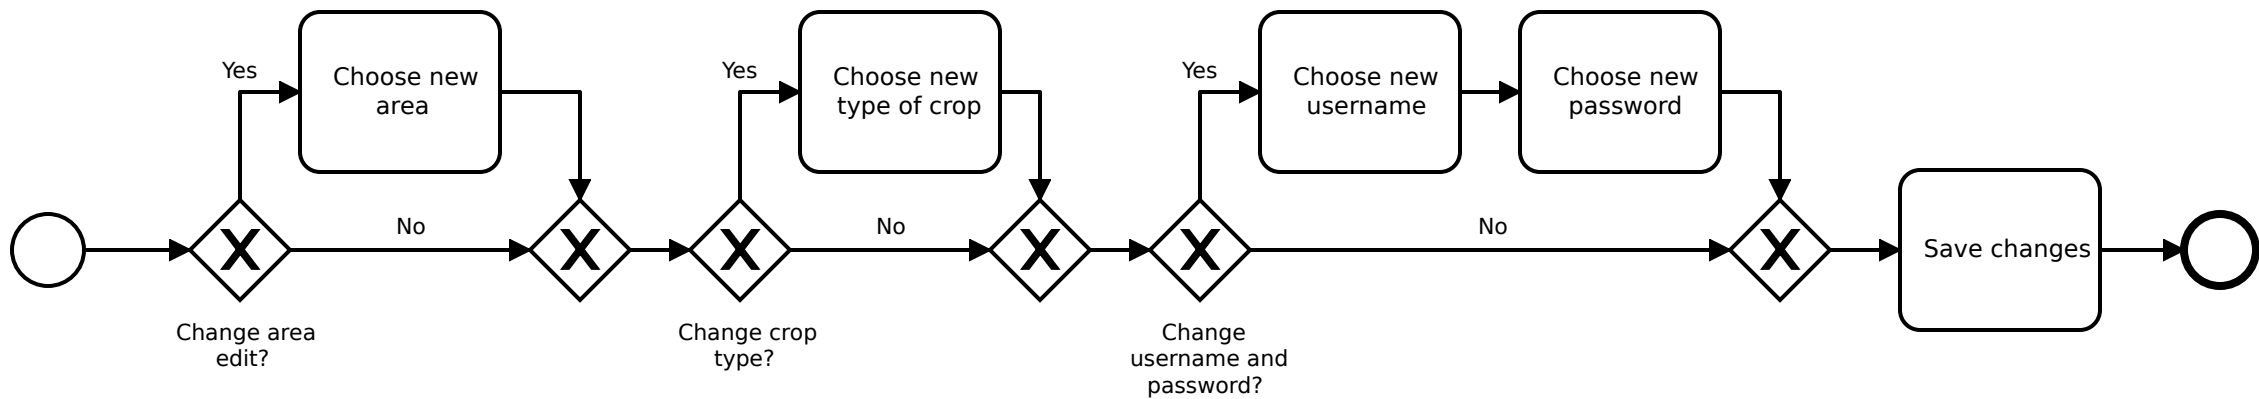 Yes
Choose new
area
No
Change area
edit?
Yes
Choose new
type of crop
No
Change crop
type?
Yes
Choose new
username
Choose new
password
No
Change
username and
password?
Save changes